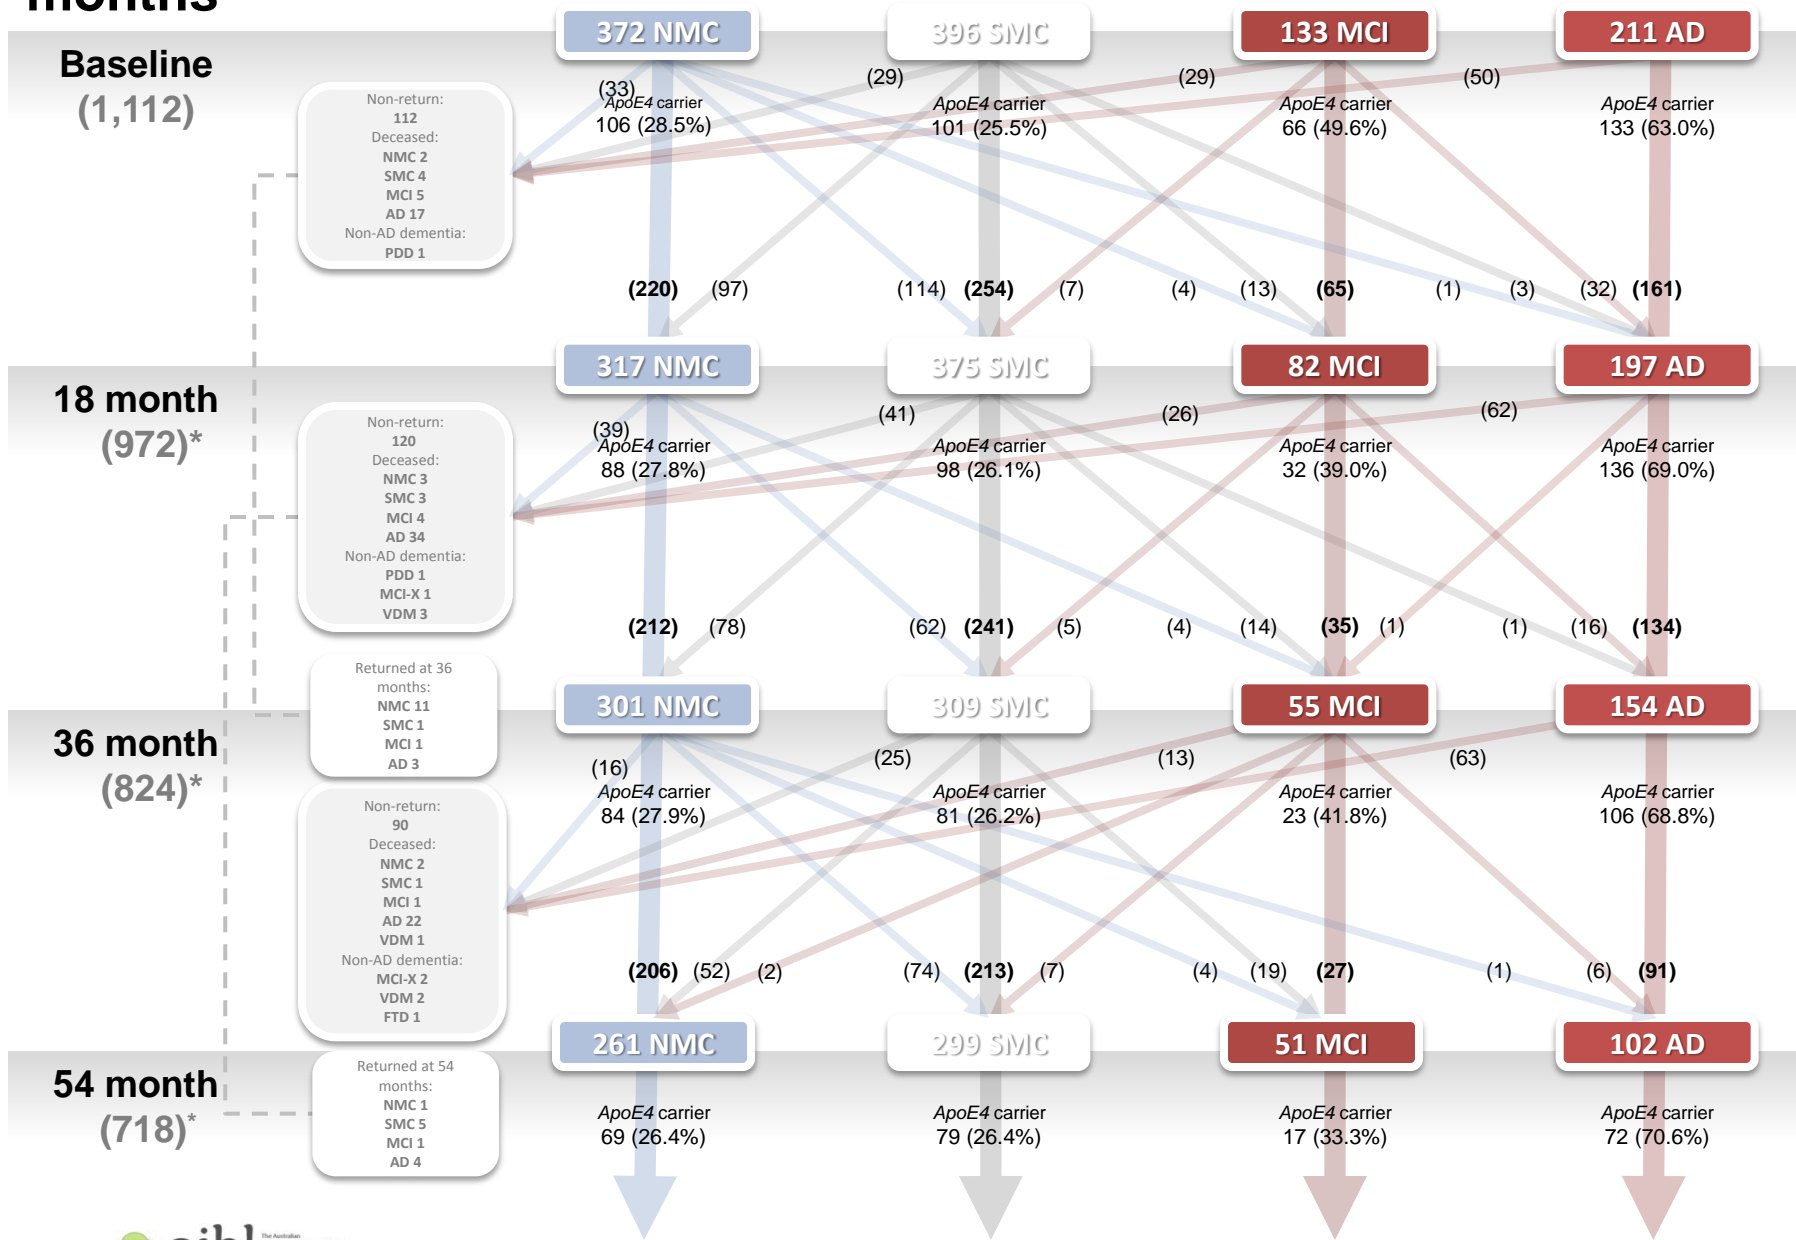 months
372 NMC
396 SMC
133 MCI
211 AD
Baseline
(1,112)
(33)
(29)
(29)
(50)
ApoE4 carrier
106 (28.5%)
ApoE4 carrier
101 (25.5%)
ApoE4 carrier
66 (49.6%)
ApoE4 carrier
133 (63.0%)
Non-return:
112
Deceased:
NMC 2
SMC 4
MCI 5
AD 17
Non-AD dementia:
PDD 1
(220) (97) (114) (254) (7) (4) (13) (65) (1) (3) (32) (161)
317 NMC
375 SMC
82 MCI
197 AD
18 month
(972)*
(39)
(41)
(26)
(62)
ApoE4 carrier
88 (27.8%)
ApoE4 carrier
98 (26.1%)
ApoE4 carrier
32 (39.0%)
ApoE4 carrier
136 (69.0%)
Non-return:
120
Deceased:
NMC 3
SMC 3
MCI 4
AD 34
Non-AD dementia:
PDD 1
MCI-X 1
VDM 3
(212) (78) (62) (241) (5) (4) (14) (35) (1) (1) (16) (134)
Returned at 36
months:
NMC 11
SMC 1
MCI 1
AD 3
301 NMC
309 SMC
55 MCI
154 AD
36 month
(824)*
(16)
(25)
(13)
(63)
ApoE4 carrier
84 (27.9%)
ApoE4 carrier
81 (26.2%)
ApoE4 carrier
23 (41.8%)
ApoE4 carrier
106 (68.8%)
Non-return:
90
Deceased:
NMC 2
SMC 1
MCI 1
AD 22
VDM 1
Non-AD dementia:
MCI-X 2
VDM 2
FTD 1
(206) (52) (2) (74) (213) (7) (4) (19) (27) (1) (6) (91)
261 NMC
299 SMC
51 MCI
102 AD
54 month
(718)*
Returned at 54
months:
NMC 1
SMC 5
MCI 1
AD 4
ApoE4 carrier
69 (26.4%)
ApoE4 carrier
79 (26.4%)
ApoE4 carrier
17 (33.3%)
ApoE4 carrier
72 (70.6%)
The Australian